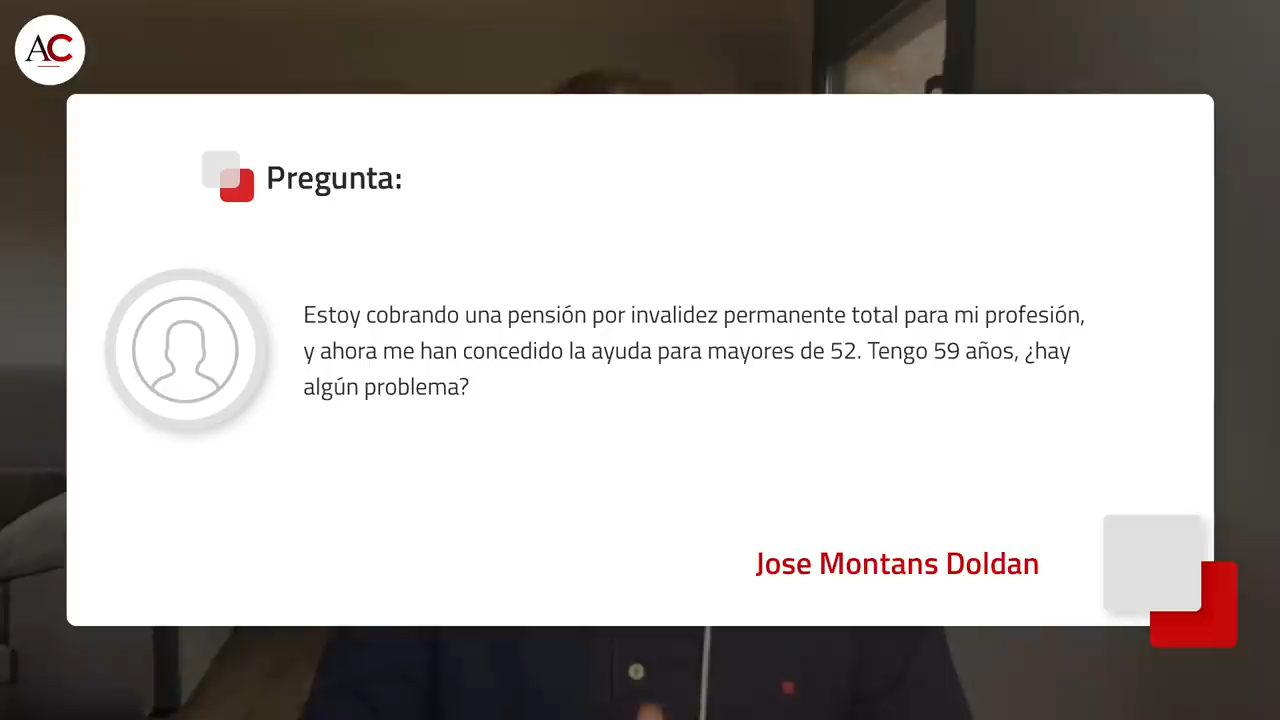 AC
Pregunta:
Estoy cobrando una pensión por invalidez permanente total para mi profesión,
y ahora me han concedido la ayuda para mayores de 52. Tengo 59 años, ¿hay
algún problema?
Jose Montans Doldan